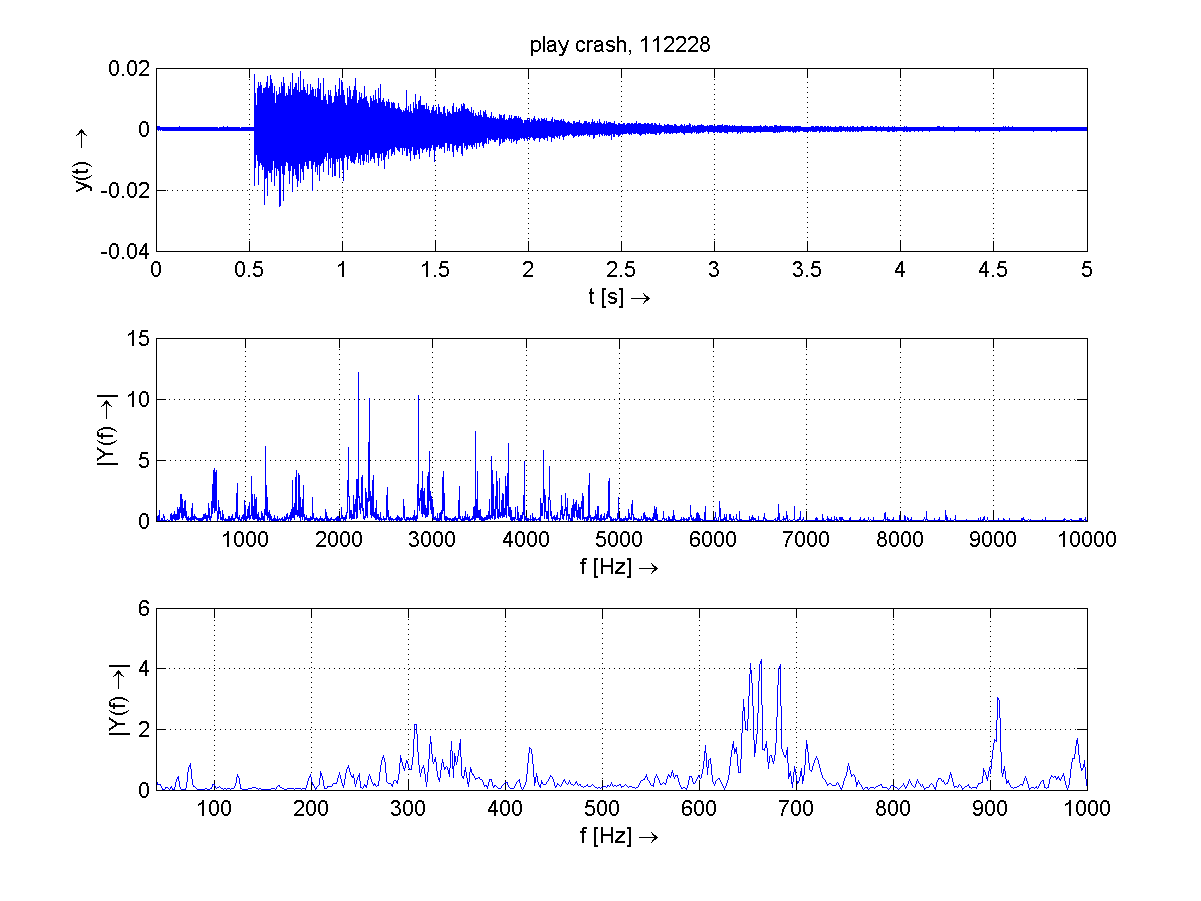 play crash, 112228
0.02
0
-0.02
-0.04
y(t) →
0 0.5 1 1.5 2 2.5 3 3.5 4 4.5 5
t [s] →
15
10
5
0
|Y(f) →|
1000 2000 3000 4000 5000 6000 7000 8000 9000 10000
f [Hz] →
6
4
2
0
|Y(f) →|
100 200 300 400 500 600 700 800 900 1000
f [Hz] →